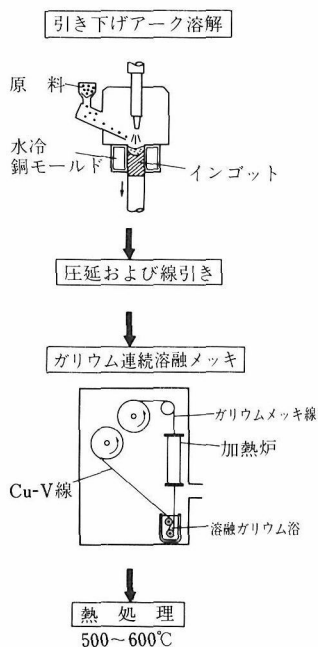 引き下げアーク溶解
原料
水冷
銅モールド
インゴット
圧延および線引き
ガリウム連続溶融メッキ
ガリウムメッキ線
加熱炉
Cu-V線
溶融ガリウム浴
熱処理
500〜600℃